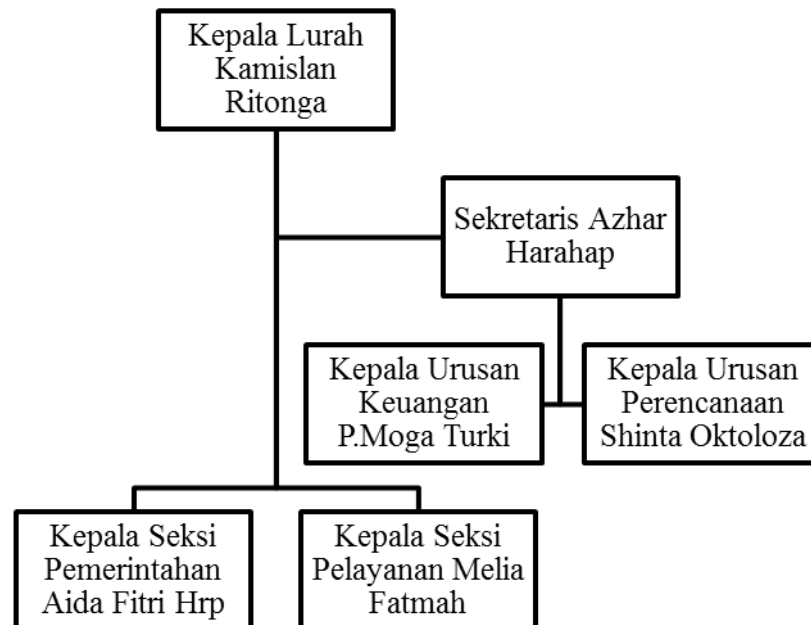 Kepala Lurah
Kamislan
Ritonga
Sekretaris Azhar
Harahap
Kepala Urusan
Keuangan
P.Moga Turki
Kepala Urusan
Perencanaan
Shinta Oktoloza
Kepala Seksi
Pemerintahan
Aida Fitri Hrp
Kepala Seksi
Pelayanan Melia
Fatmah